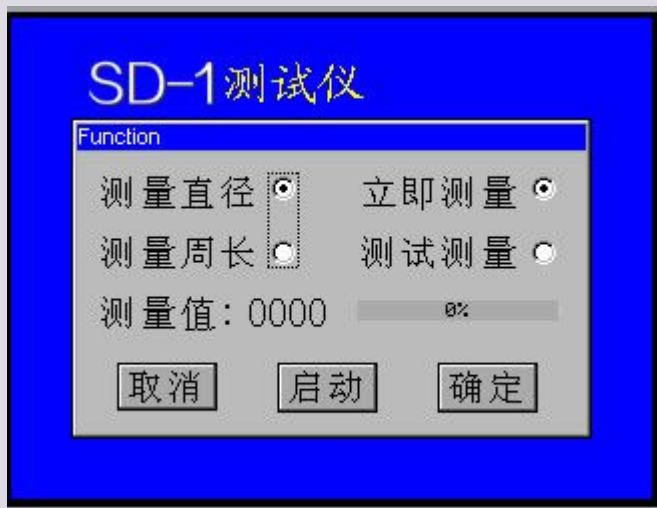 SD-1测试仪
Function
测量直径 立即测量
测量周长 测试测量
测量值：0000 0%
取消 启动 确定